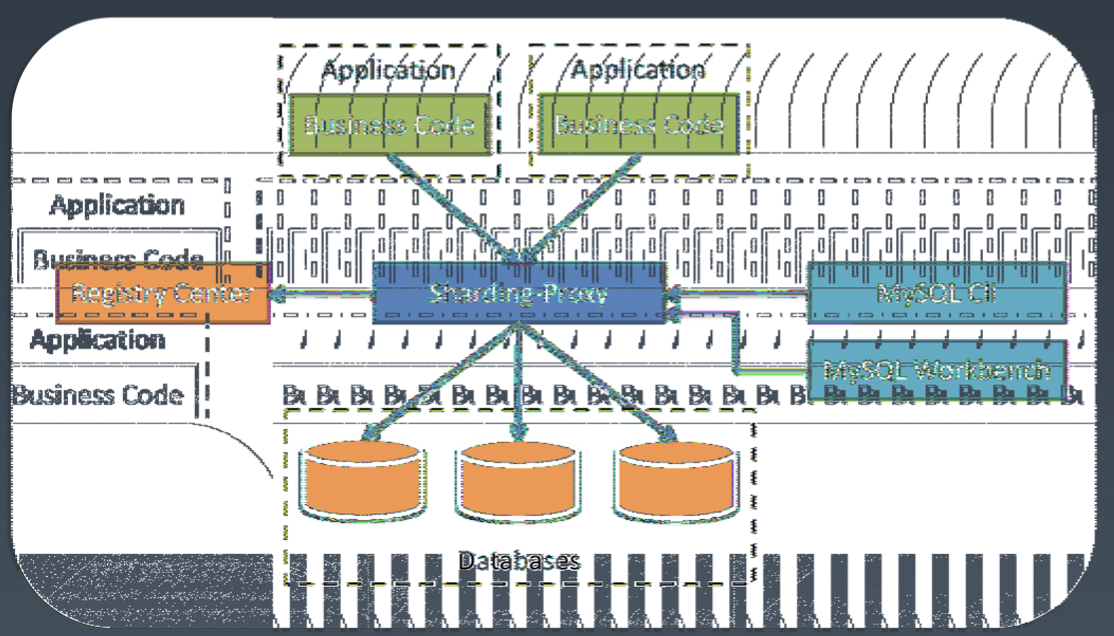 Application
Application
Business Code
Business Code
Application
Business Code
Registry Center
Sharding-Proxy
MySQL Cli
Application
MySQL Workbench
Business Code
Databases